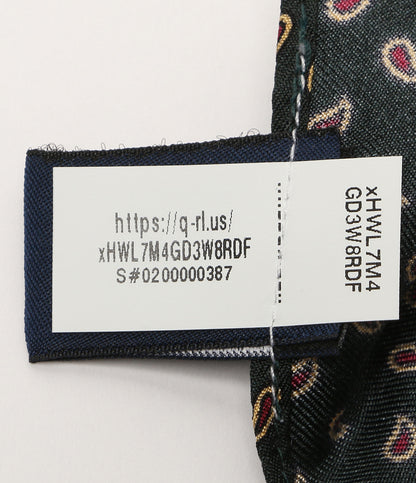 https://q-rl.us/
xHWL7M4GD3W8RDF
S#0200000387
xHWL7M4
GD3W8RDF